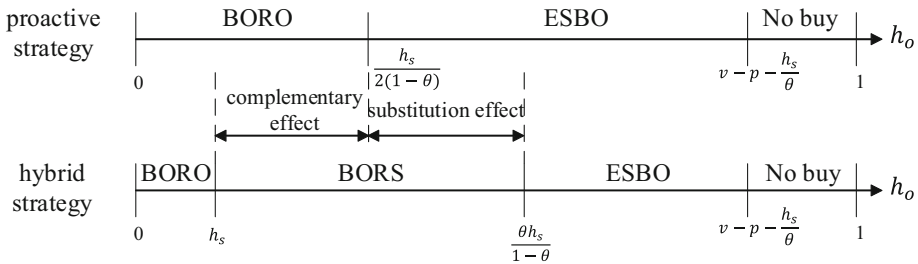 proactive strategy
BORO ESBO No buy
h_o
0 h_s/2(1 − θ) v − p − h_s/θ 1
complementary effect
substitution effect
hybrid strategy
BORO BORS ESBO No buy
h_o
0 h_s θh_s/1 − θ v − p − h_s/θ 1